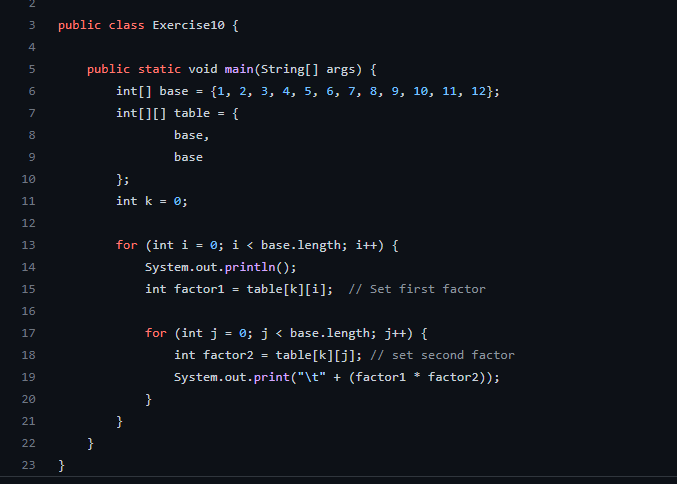 2
3 public class Exercise10 {
4
5 public static void main(String[] args) {
6 int[] base = {1, 2, 3, 4, 5, 6, 7, 8, 9, 10, 11, 12};
7 int[][] table = {
8 base,
9 base
10 };
11 int k = 0;
12
13 for (int i = 0; i < base.length; i++) {
14 System.out.println();
15 int factor1 = table[k][i];  // Set first factor
16
17 for (int j = 0; j < base.length; j++) {
18 int factor2 = table[k][j]; // set second factor
19 System.out.print("\t" + (factor1 * factor2));
20 }
21 }
22 }
23 }